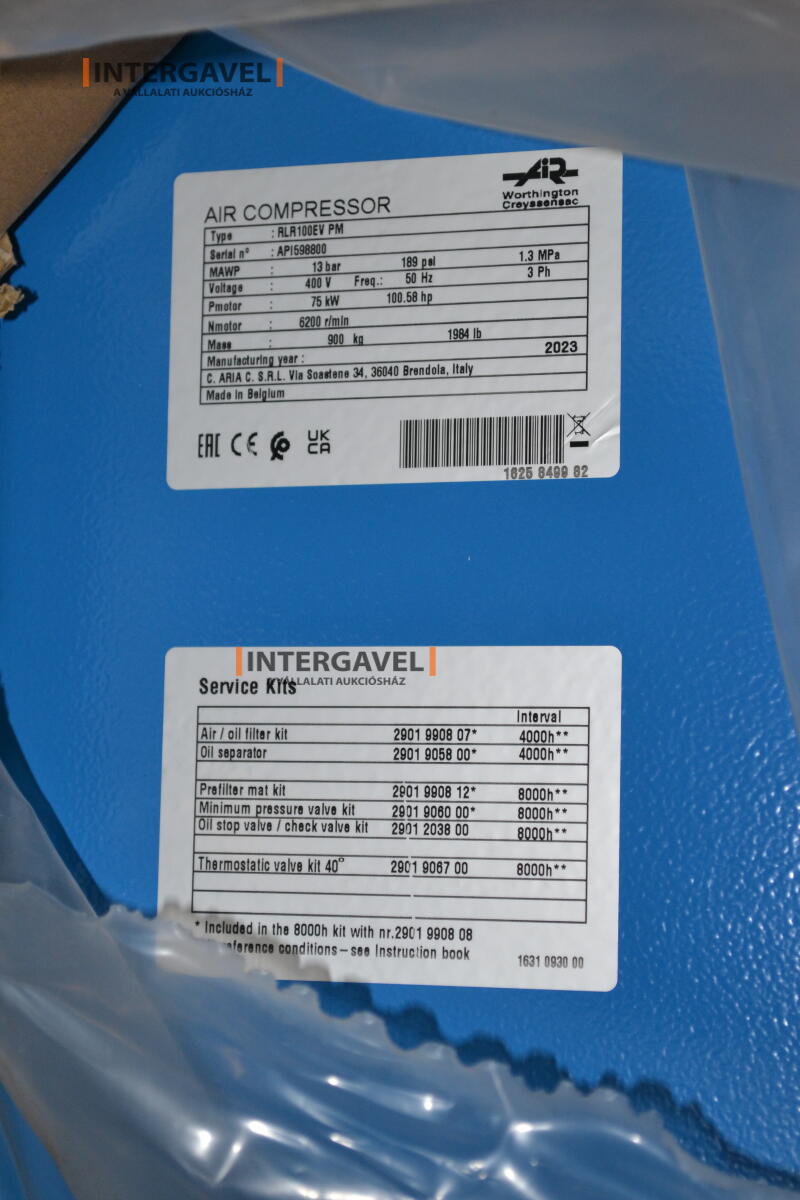 INTERGAVEL
A VÁLLALATI AUKCIÓSHÁZ
AiR
Worthington
Creyssensac
AIR COMPRESSOR
Type : RLR100EV PM
Serial n° : API598800
MAWP : 13 bar 189 psi 1.3 MPa
Voltage : 400 V Freq.: 50 Hz 3 Ph
Pmotor : 75 kW 100.58 hp
Nmotor : 6200 r/min
Mass : 900 kg 1984 lb
Manufacturing year : 2023
C. ARIA C. S.R.L. Via Soastene 34, 36040 Brendola, Italy
Made in Belgium
EAC CE UK CA
1625 8499 62
INTERGAVEL
A VÁLLALATI AUKCIÓSHÁZ
Service Kits
Interval
Air / oil filter kit 2901 9908 07* 4000h**
Oil separator 2901 9058 00* 4000h**
Prefilter mat kit 2901 9908 12* 8000h**
Minimum pressure valve kit 2901 9060 00* 8000h**
Oil stop valve / check valve kit 2901 2038 00 8000h**
Thermostatic valve kit 40° 2901 9067 00 8000h**
* Included in the 8000h kit with nr.2901 9908 08
conditions – see Instruction book
1631 0930 00